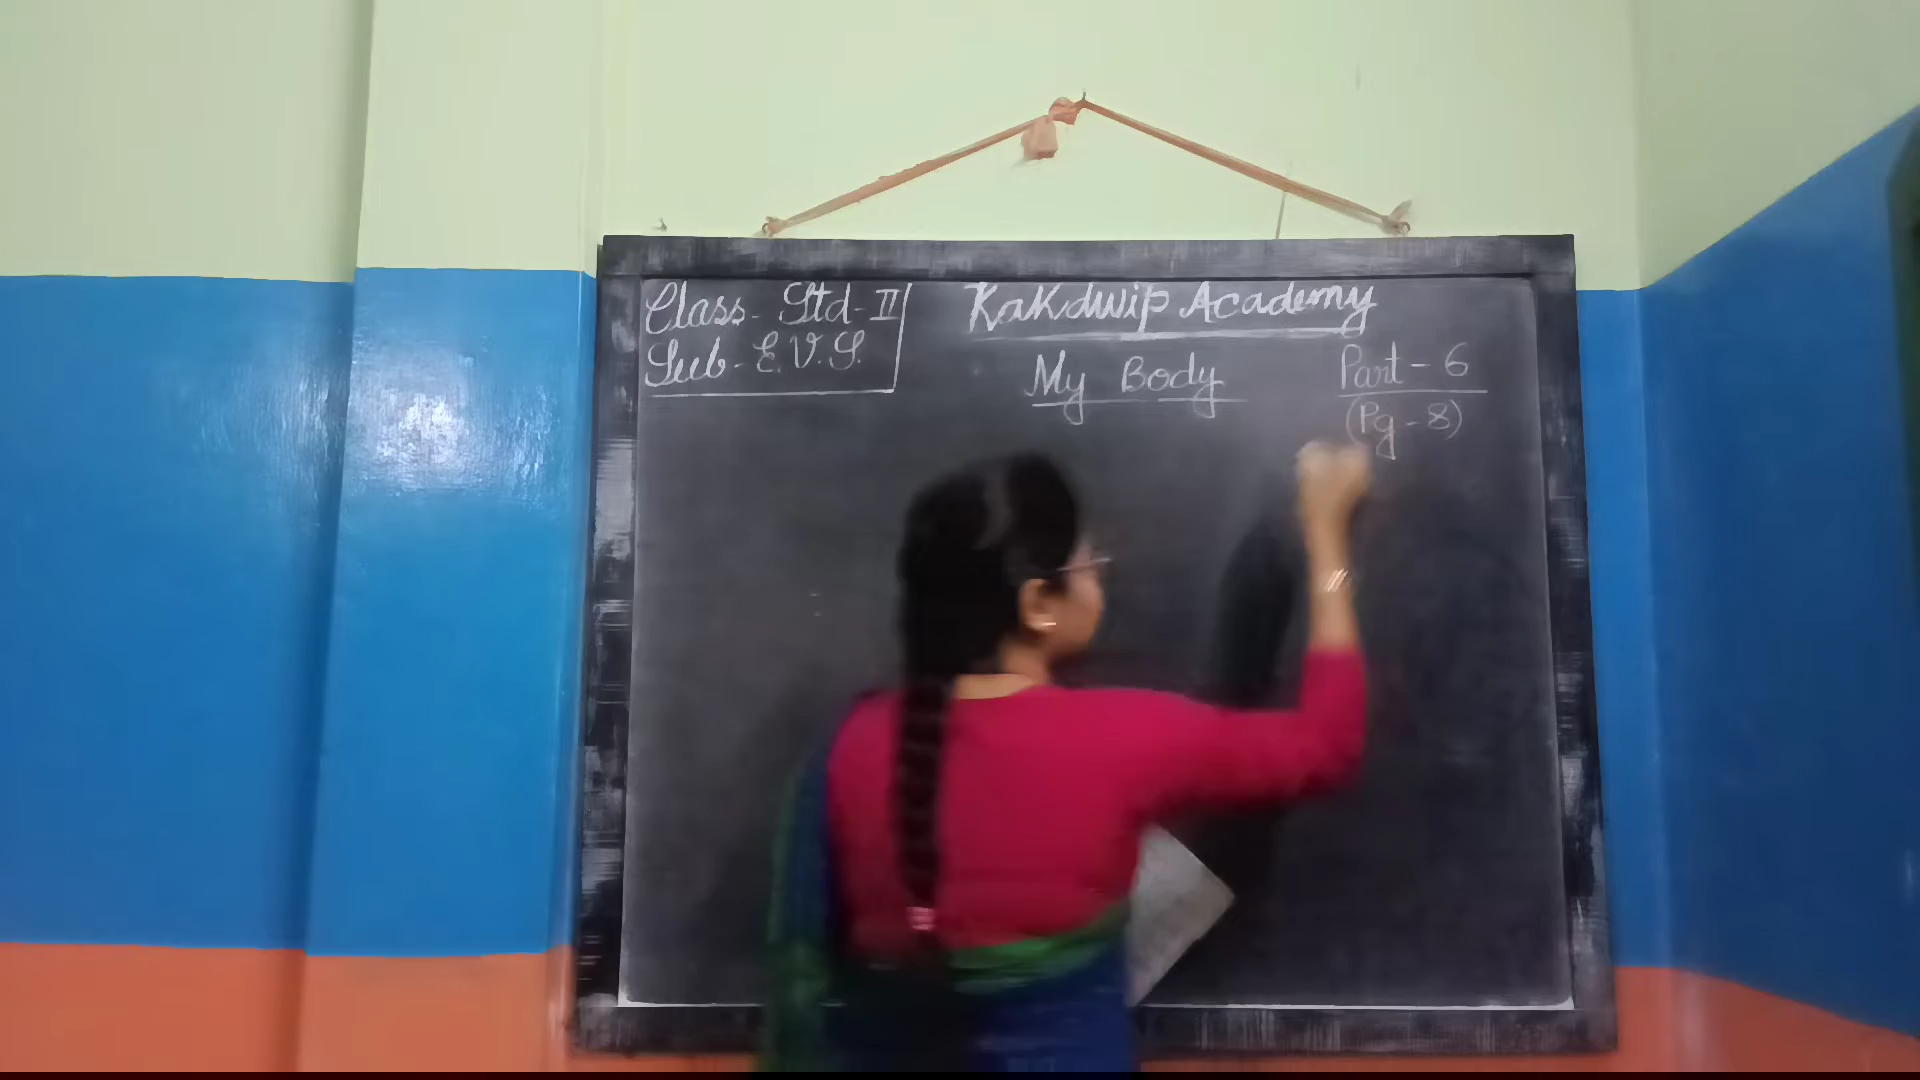 Class - Std - II
Sub - E.V.S.
Kakdwip Academy
My Body
Part - 6
(Pg - 8)